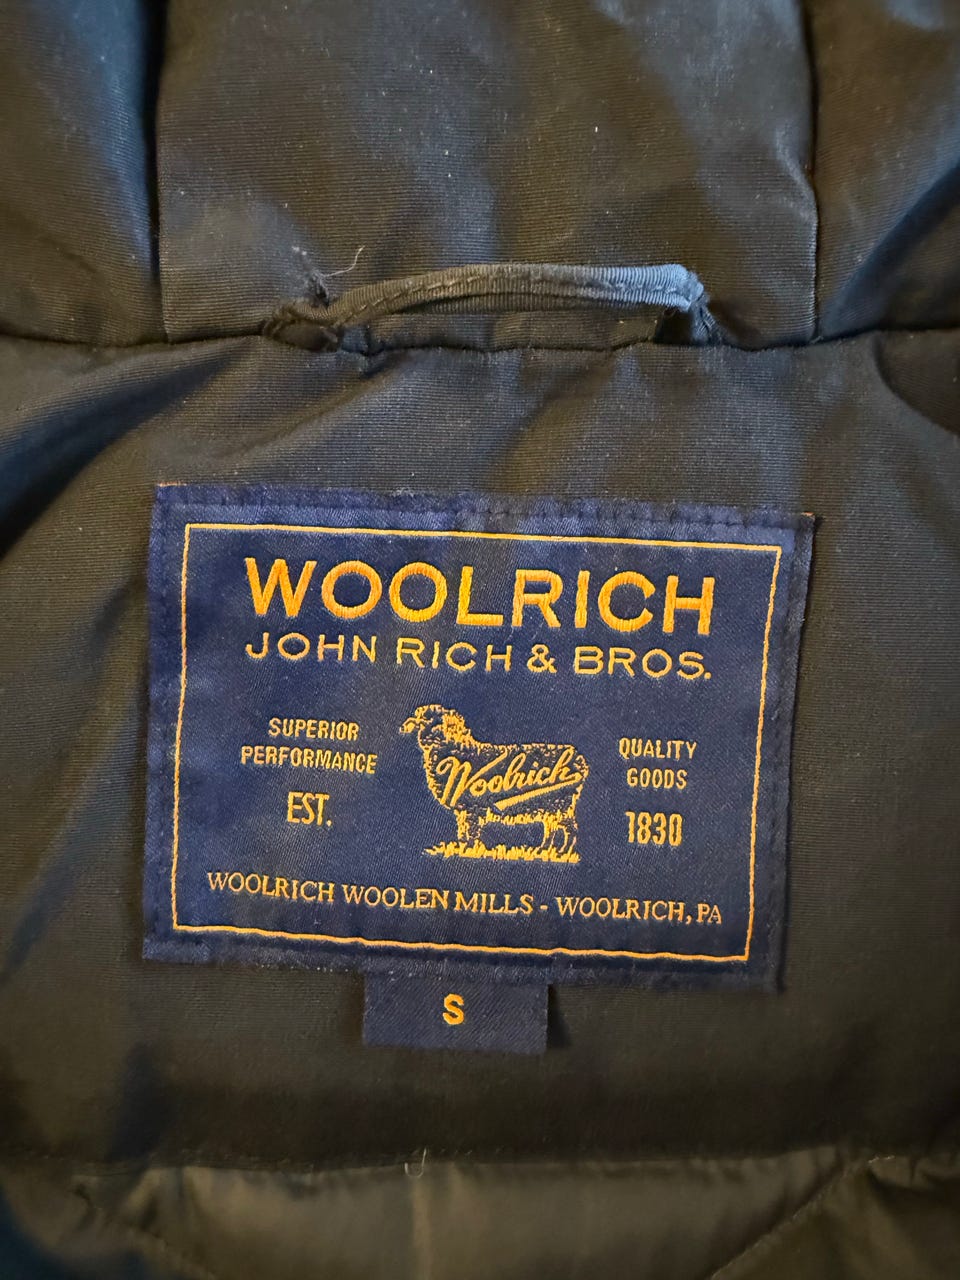 WOOLRICH
JOHN RICH & BROS.
SUPERIOR
PERFORMANCE
EST.
Woolrich
QUALITY
GOODS
1830
WOOLRICH WOOLEN MILLS - WOOLRICH, PA
S